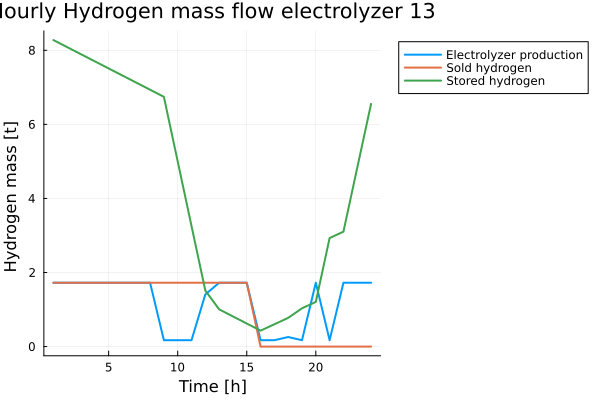 Hourly Hydrogen mass flow electrolyzer 13
Electrolyzer production
Sold hydrogen
Stored hydrogen
Hydrogen mass [t]
8
6
4
2
0
5 10 15 20
Time [h]